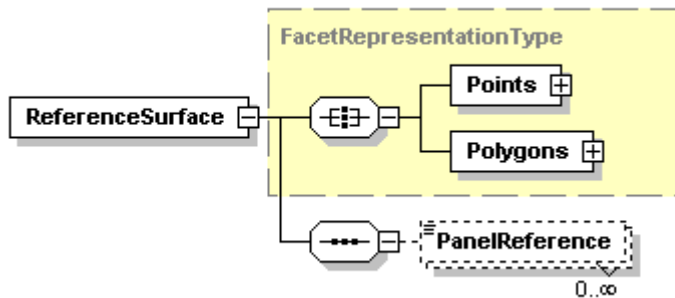 FacetRepresentationType
Points
ReferenceSurface
Polygons
PanelReference
0..∞